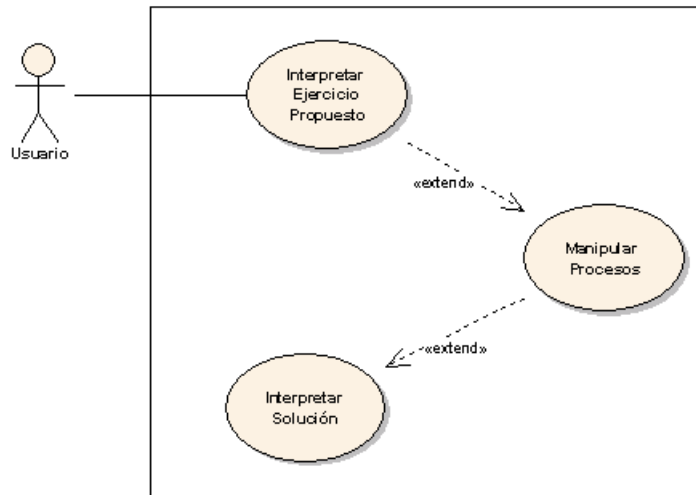 Interpretar
Ejercicio
Propuesto
Usuario
«extend»
Manipular
Procesos
«extend»
Interpretar
Solución